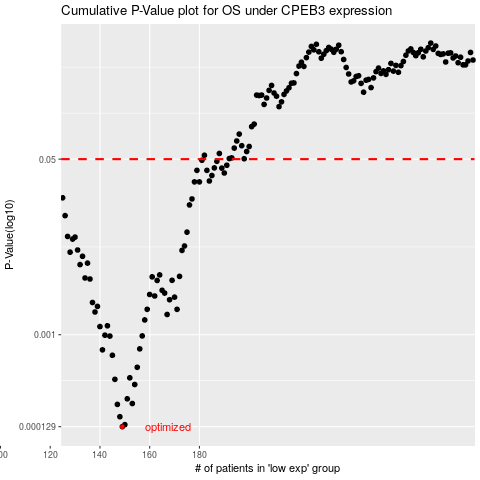 Cumulative P-Value plot for OS under CPEB3 expression
P-Value(log10)
0.05
0.001
0.000129
optimized
00 120 140 160 180
# of patients in 'low exp' group